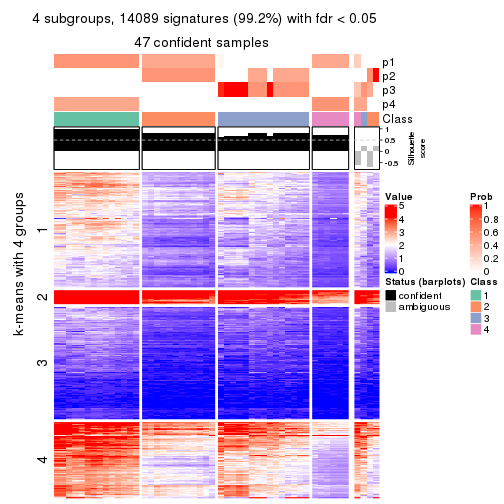 4 subgroups, 14089 signatures (99.2%) with fdr < 0.05
47 confident samples
p1
p2
p3
p4
Class
1
0.5
0
-0.5
Silhouette
score
k-means with 4 groups
1
2
3
4
Value
5
4
3
2
1
0
Prob
1
0.8
0.6
0.4
0.2
0
Status (barplots)
confident
ambiguous
Class
1
2
3
4